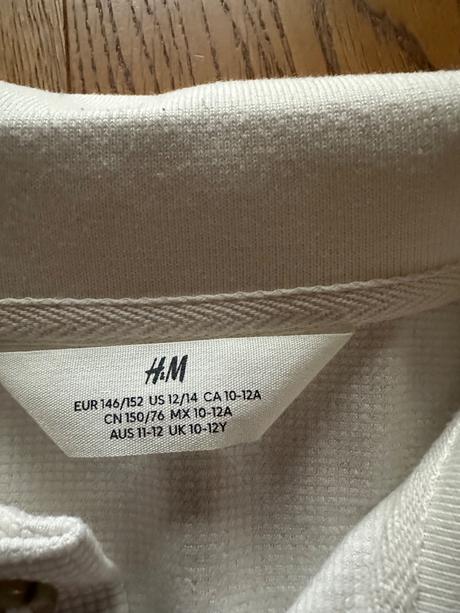 H&M
EUR 146/152 US 12/14 CA 10-12A
CN 150/76 MX 10-12A
AUS 11-12 UK 10-12Y